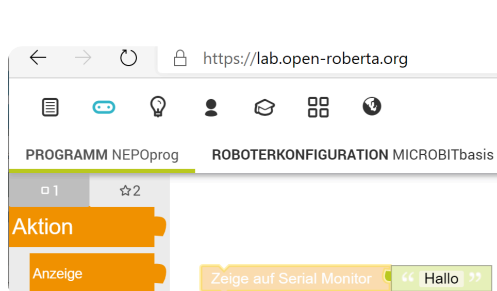 https://lab.open-roberta.org
PROGRAMM NEPOprog ROBOTERKONFIGURATION MICROBITbasis
1 2
Aktion
Anzeige
Zeige auf Serial Monitor “ Hallo ”